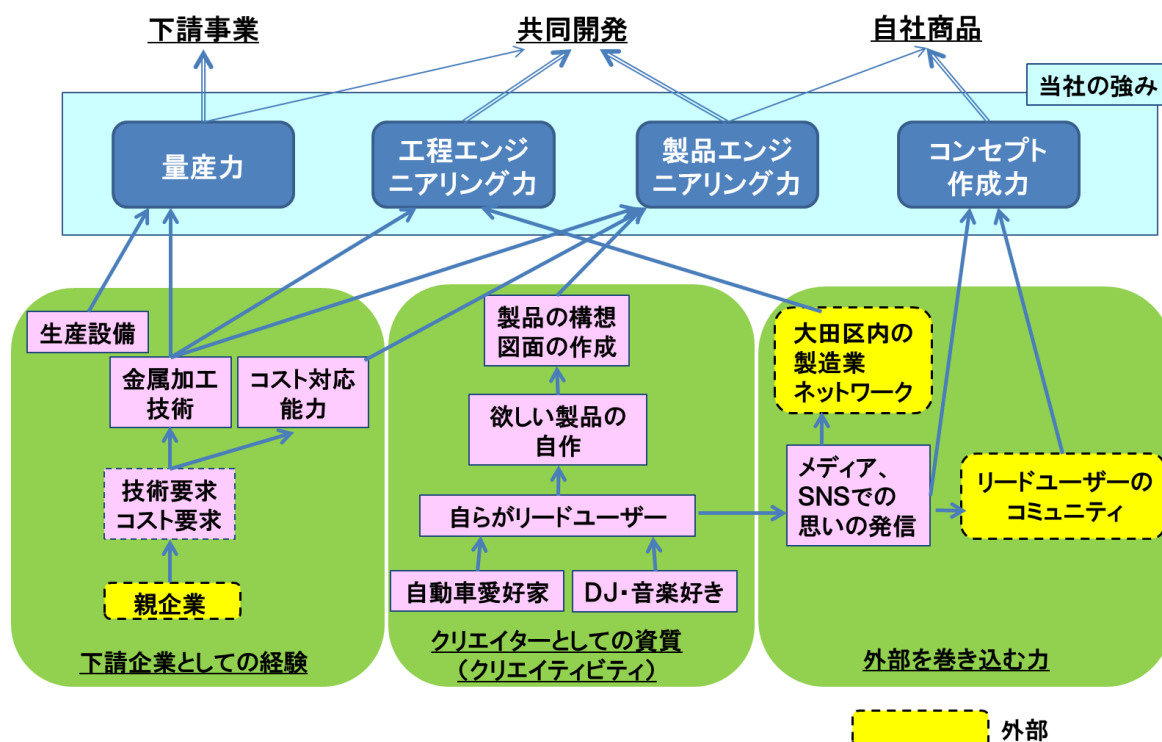 下請事業
共同開発
自社商品
当社の強み
量産力
工程エンジ
ニアリング力
製品エンジ
ニアリング力
コンセプト
作成力
生産設備
金属加工
技術
コスト対応
能力
技術要求
コスト要求
親企業
下請企業としての経験
製品の構想
図面の作成
欲しい製品の
自作
自らがリードユーザー
自動車愛好家
DJ・音楽好き
クリエイターとしての資質
（クリエイティビティ）
大田区内の
製造業
ネットワーク
メディア、
SNSでの
思いの発信
リードユーザーの
コミュニティ
外部を巻き込む力
外部